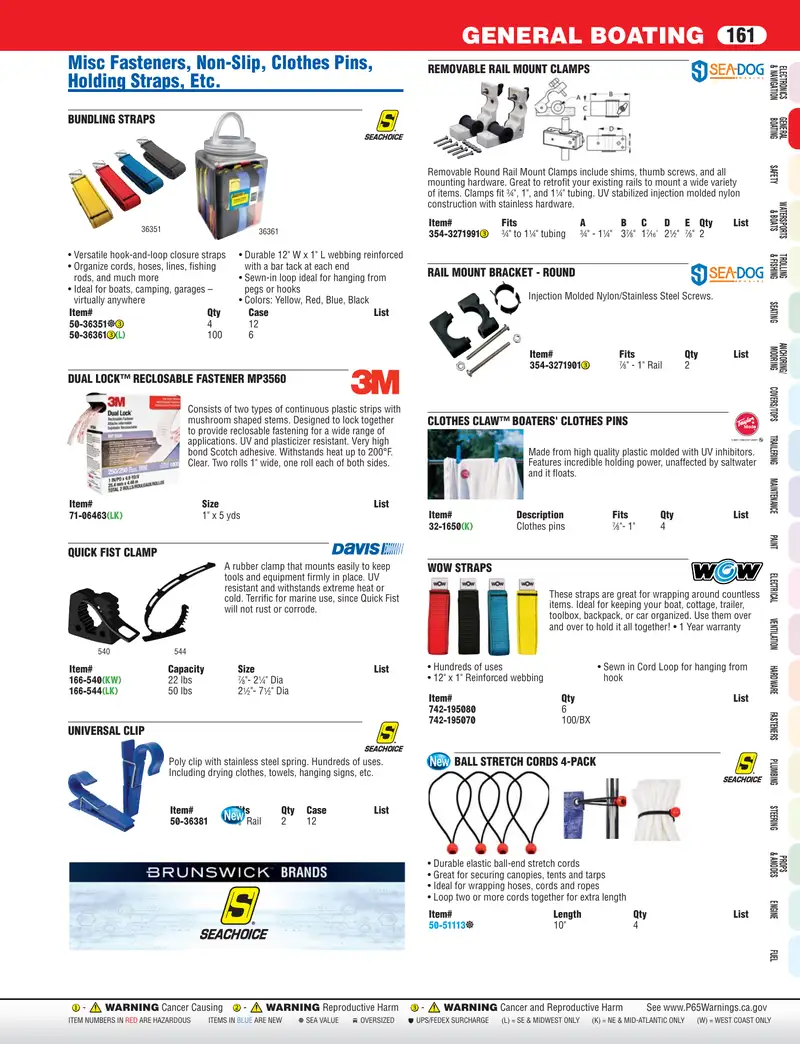 GENERAL BOATING 161
Misc Fasteners, Non-Slip, Clothes Pins,
Holding Straps, Etc.
BUNDLING STRAPS
SEACHOICE
36351
36361
• Versatile hook-and-loop closure straps
• Organize cords, hoses, lines, fishing
rods, and much more
• Ideal for boats, camping, garages –
virtually anywhere
• Durable 12" W x 1" L webbing reinforced
with a bar tack at each end
• Sewn-in loop ideal for hanging from
pegs or hooks
• Colors: Yellow, Red, Blue, Black
Item# Qty Case List
50-36351 3 4 12
50-36361 3 (L) 100 6
DUAL LOCK™ RECLOSABLE FASTENER MP3560
3M
3M
Dual Lock
1 IN/PO x 4.9 YD/V
25.4 mm x 4.48 m
TOTAL 2 ROLLS/ROULEAUX/ROLLOS
Consists of two types of continuous plastic strips with
mushroom shaped stems. Designed to lock together
to provide reclosable fastening for a wide range of
applications. UV and plasticizer resistant. Very high
bond Scotch adhesive. Withstands heat up to 200°F.
Clear. Two rolls 1" wide, one roll each of both sides.
Item# Size List
71-06463(LK) 1" x 5 yds
QUICK FIST CLAMP
DAVIS
A rubber clamp that mounts easily to keep
tools and equipment firmly in place. UV
resistant and withstands extreme heat or
cold. Terrific for marine use, since Quick Fist
will not rust or corrode.
540
544
Item# Capacity Size List
166-540(KW) 22 lbs ⅞"- 2¼" Dia
166-544(LK) 50 lbs 2½"- 7½" Dia
UNIVERSAL CLIP
SEACHOICE
Poly clip with stainless steel spring. Hundreds of uses.
Including drying clothes, towels, hanging signs, etc.
Item# Qty Case List
50-36381 New Rail 2 12
BRUNSWICK BRANDS
SEACHOICE
REMOVABLE RAIL MOUNT CLAMPS
SEA-DOG
A
B
C
D
Removable Round Rail Mount Clamps include shims, thumb screws, and all
mounting hardware. Great to retrofit your existing rails to mount a wide variety
of items. Clamps fit ¾", 1", and 1¼" tubing. UV stabilized injection molded nylon
construction with stainless hardware.
Item# Fits A B C D E Qty List
354-3271991 3 ¾" to 1¼" tubing ¾" - 1¼" 3⅞" 1⁷⁄₁₆" 2½" ⅞" 2
RAIL MOUNT BRACKET - ROUND
SEA-DOG
Injection Molded Nylon/Stainless Steel Screws.
Item# Fits Qty List
354-3271901 3 ⅞" - 1" Rail 2
CLOTHES CLAW™ BOATERS' CLOTHES PINS
Taylor Made
Made from high quality plastic molded with UV inhibitors.
Features incredible holding power, unaffected by saltwater
and it floats.
Item# Description Fits Qty List
32-1650(K) Clothes pins ⅞"- 1" 4
WOW STRAPS
WOW
These straps are great for wrapping around countless
items. Ideal for keeping your boat, cottage, trailer,
toolbox, backpack, or car organized. Use them over
and over to hold it all together! • 1 Year warranty
• Hundreds of uses
• 12" x 1" Reinforced webbing
• Sewn in Cord Loop for hanging from
hook
Item# Qty List
742-195080 6
742-195070 100/BX
New BALL STRETCH CORDS 4-PACK
SEACHOICE
• Durable elastic ball-end stretch cords
• Great for securing canopies, tents and tarps
• Ideal for wrapping hoses, cords and ropes
• Loop two or more cords together for extra length
Item# Length Qty List
50-51113 10" 4
ELECTRONICS
& NAVIGATION
GENERAL
BOATING
SAFETY
WATERSPORTS
& BOATS
TROLLING
& FISHING
SEATING
ANCHORING/
MOORING
COVERS/TOPS
TRAILERING
MAINTENANCE
PAINT
ELECTRICAL
VENTILATION
HARDWARE
FASTENERS
PLUMBING
STEERING
PROPS
& ANODES
ENGINE
FUEL
1 - WARNING Cancer Causing 2 - WARNING Reproductive Harm 3 - WARNING Cancer and Reproductive Harm See www.P65Warnings.ca.gov
ITEM NUMBERS IN RED ARE HAZARDOUS ITEMS IN BLUE ARE NEW SEA VALUE OVERSIZED UPS/FEDEX SURCHARGE (L) = SE & MIDWEST ONLY (K) = NE & MID-ATLANTIC ONLY (W) = WEST COAST ONLY